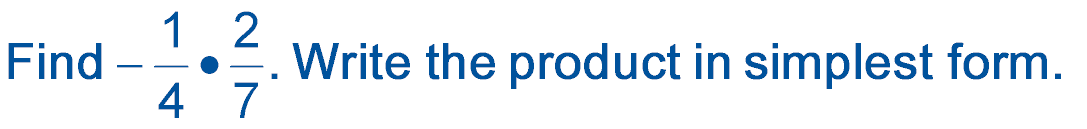 Find −1/4 • 2/7. Write the product in simplest form.